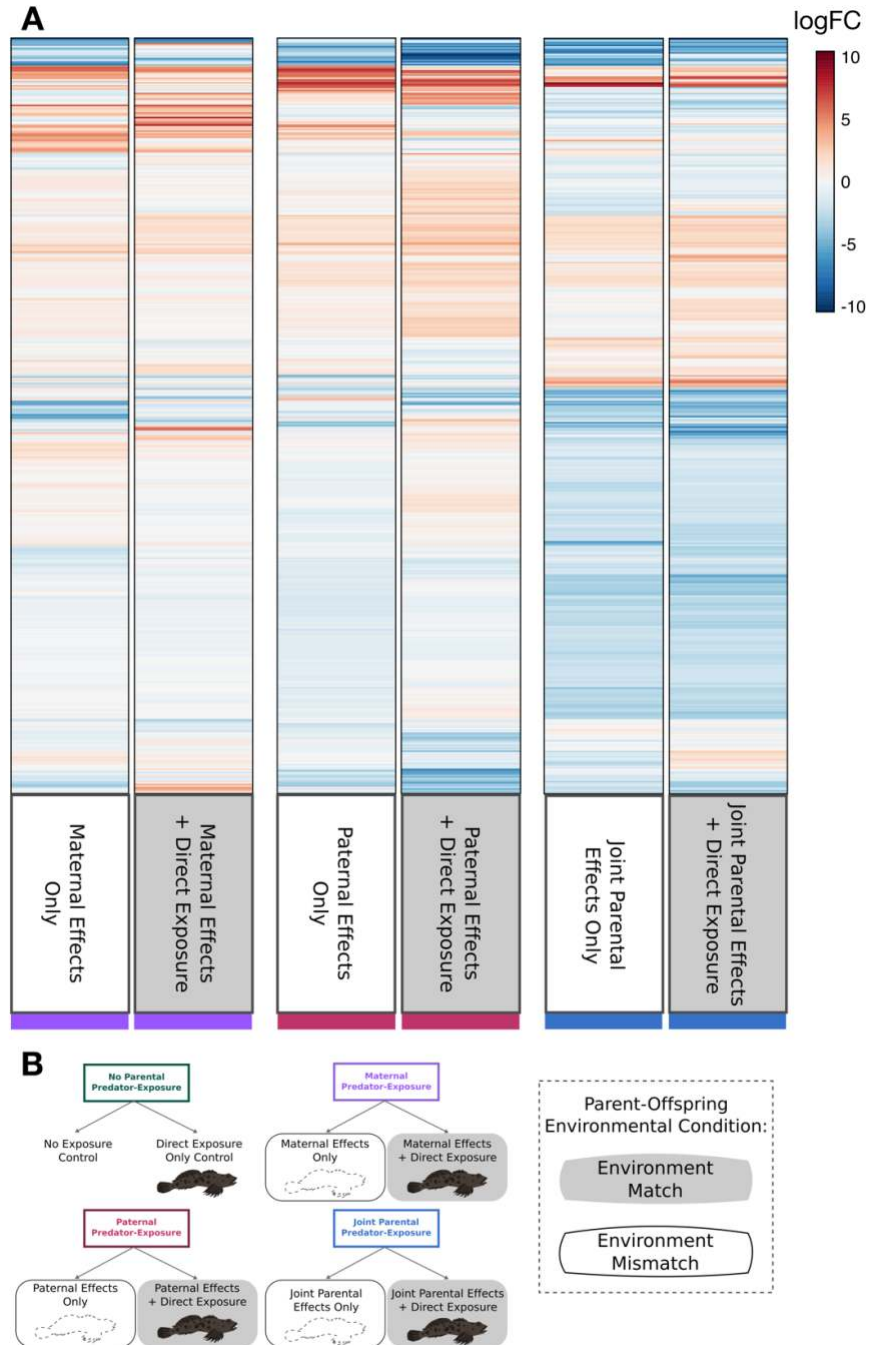 A
logFC
10
5
0
-5
-10
Maternal Effects
Only
Maternal Effects
+ Direct Exposure
Paternal Effects
Only
Paternal Effects
+ Direct Exposure
Joint Parental
Effects Only
Joint Parental Effects
+ Direct Exposure
B
No Parental
Predator-Exposure
No Exposure
Control
Direct Exposure
Only Control
Maternal
Predator-Exposure
Maternal Effects
Only
Maternal Effects
+ Direct Exposure
Paternal
Predator-Exposure
Paternal Effects
Only
Paternal Effects
+ Direct Exposure
Joint Parental
Predator-Exposure
Joint Parental
Effects Only
Joint Parental Effects
+ Direct Exposure
Parent-Offspring
Environmental Condition:
Environment
Match
Environment
Mismatch